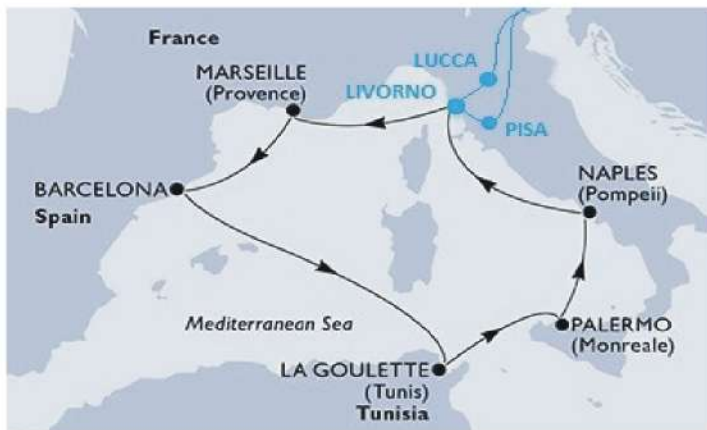 France
MARSEILLE
(Provence)
LUCCA
LIVORNO
PISA
BARCELONA
Spain
NAPLES
(Pompeii)
Mediterranean Sea
PALERMO
(Monreale)
LA GOULETTE
(Tunis)
Tunisia